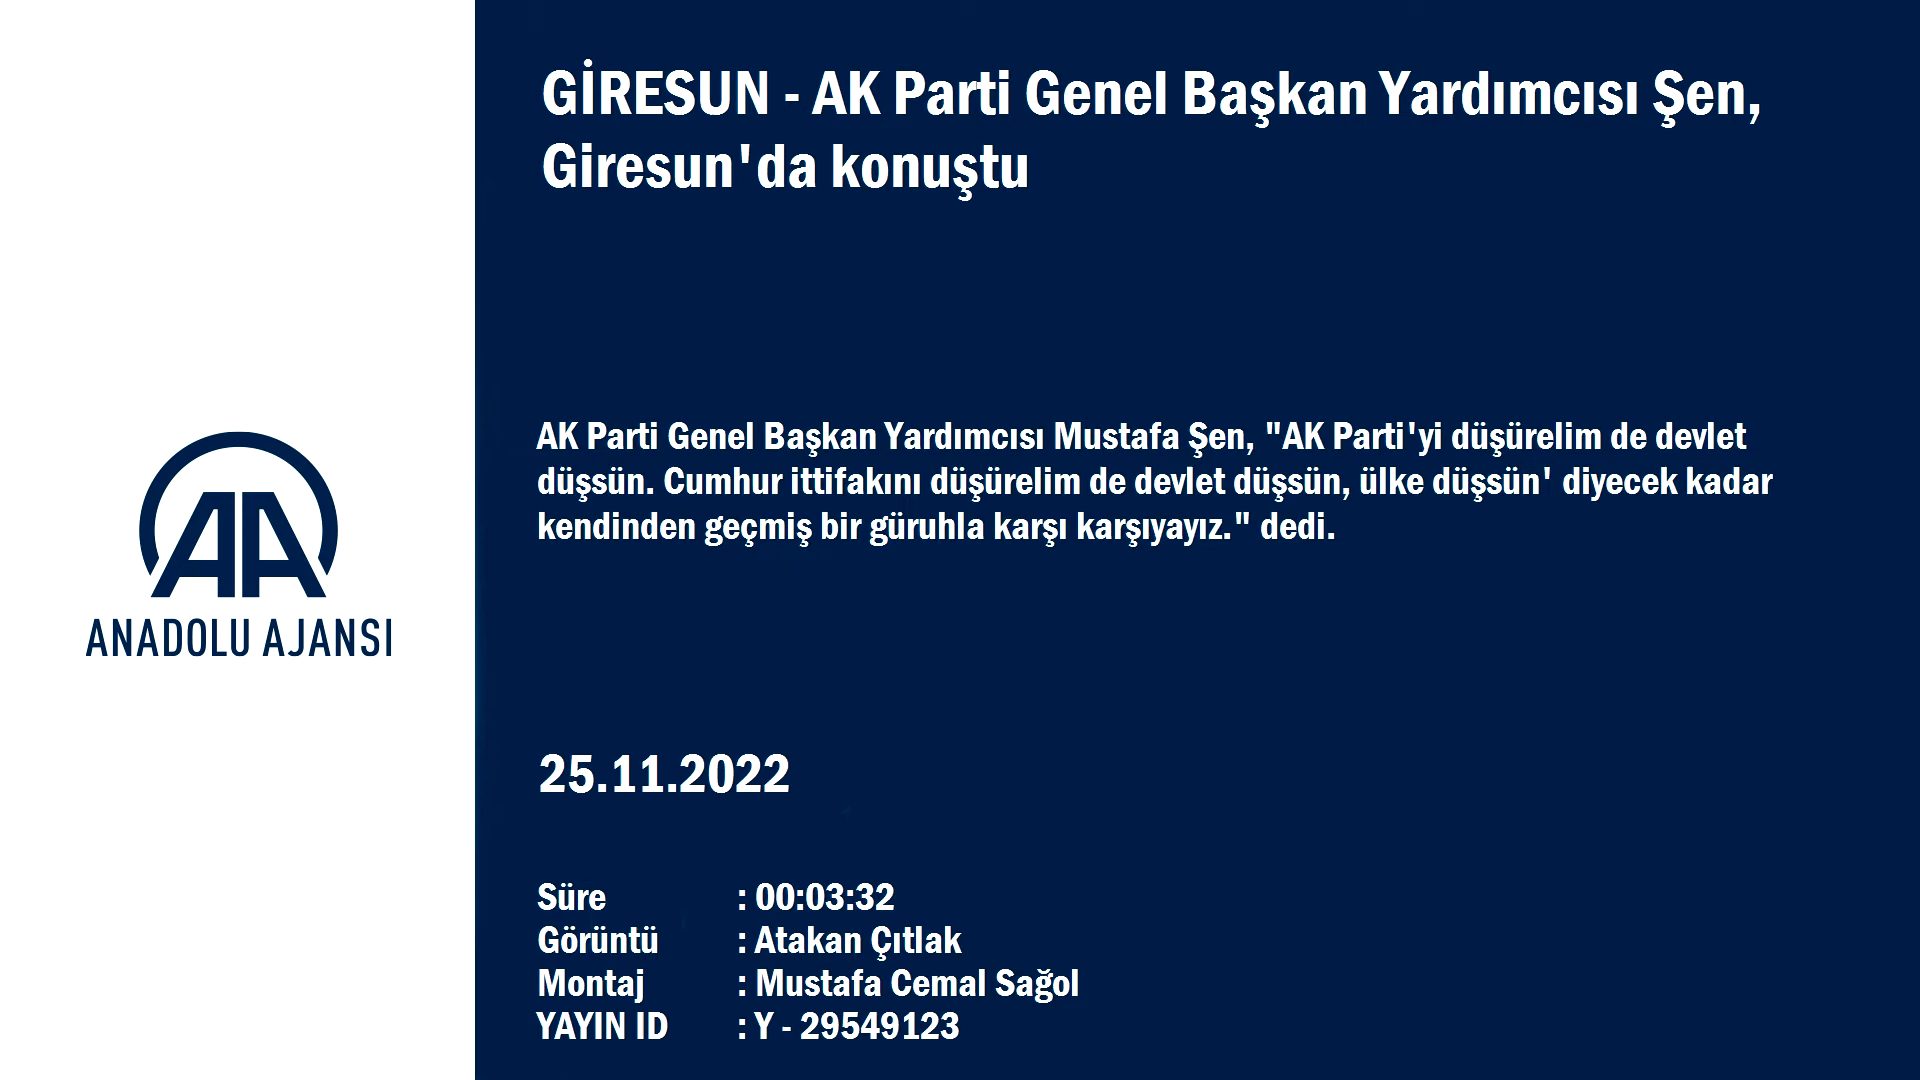 GİRESUN - AK Parti Genel Başkan Yardımcısı Şen,
Giresun'da konuştu
AK Parti Genel Başkan Yardımcısı Mustafa Şen, "AK Parti'yi düşürelim de devlet
düşsün. Cumhur ittifakını düşürelim de devlet düşsün, ülke düşsün' diyecek kadar
kendinden geçmiş bir güruhla karşı karşıyayız." dedi.
AA
ANADOLU AJANSI
25.11.2022
Süre : 00:03:32
Görüntü : Atakan Çıtlak
Montaj : Mustafa Cemal Sağol
YAYIN ID : Y - 29549123